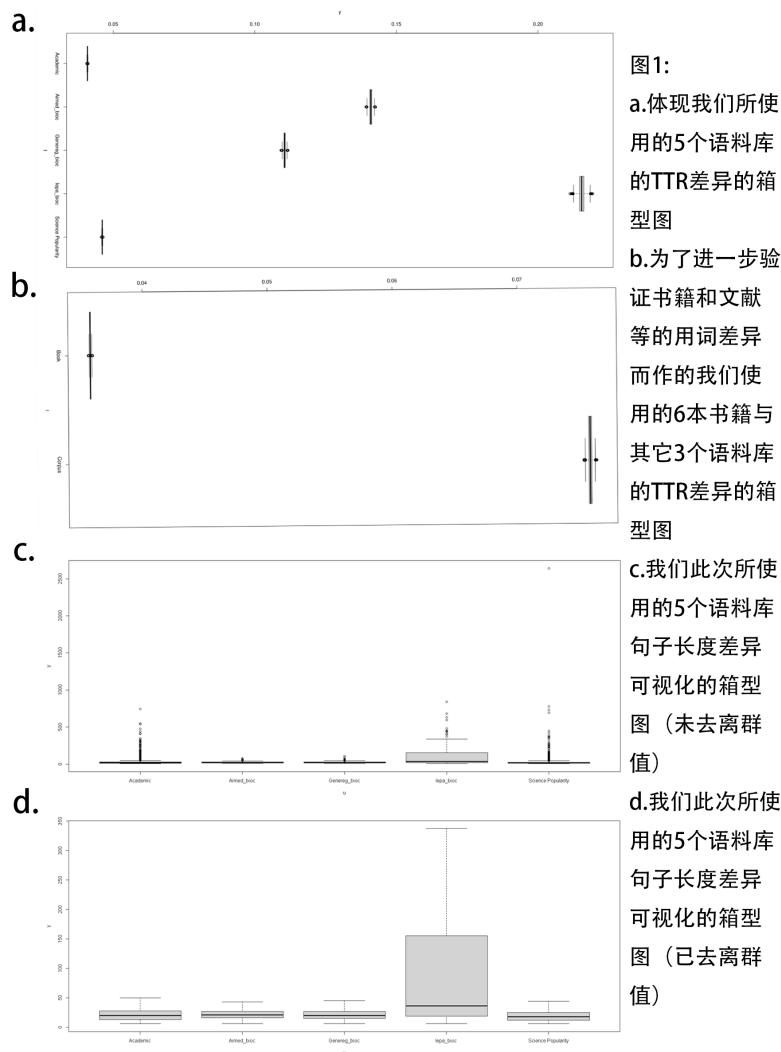 a.
y
0.05 0.10 0.15 0.20
Academic
Aimed_bioc
Genereg_bioc
Iepa_bioc
Science Popularity
图1:
a.体现我们所使
用的5个语料库
的TTR差异的箱
型图
b.
0.04 0.05 0.06 0.07
Book
Corpus
b.为了进一步验
证书籍和文献
等的用词差异
而作的我们使
用的6本书籍与
其它3个语料库
的TTR差异的箱
型图
c.
y
2500
2000
1500
1000
500
0
Academic Aimed_bioc Genereg_bioc Iepa_bioc Science Popularity
u
c.我们此次所使
用的5个语料库
句子长度差异
可视化的箱型
图（未去离群
值）
d.
y
350
300
250
200
150
100
50
0
Academic Aimed_bioc Genereg_bioc Iepa_bioc Science Popularity
d.我们此次所使
用的5个语料库
句子长度差异
可视化的箱型
图（已去离群
值）